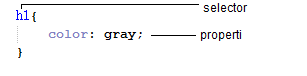 h1{ selector
color: gray; properti
}